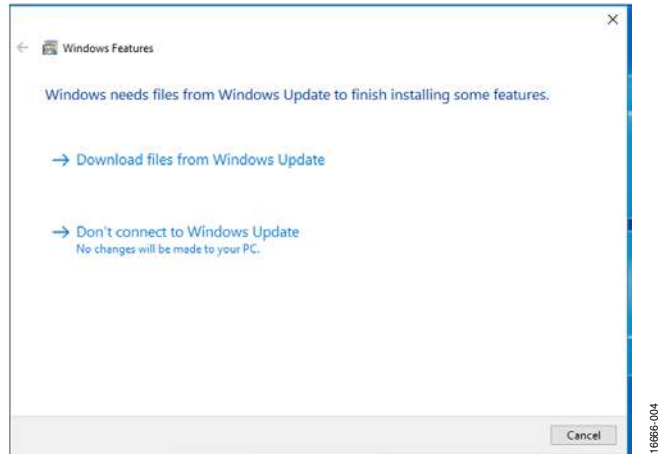 Windows Features
Windows needs files from Windows Update to finish installing some features.
→ Download files from Windows Update
→ Don't connect to Windows Update
No changes will be made to your PC.
Cancel
16666-004